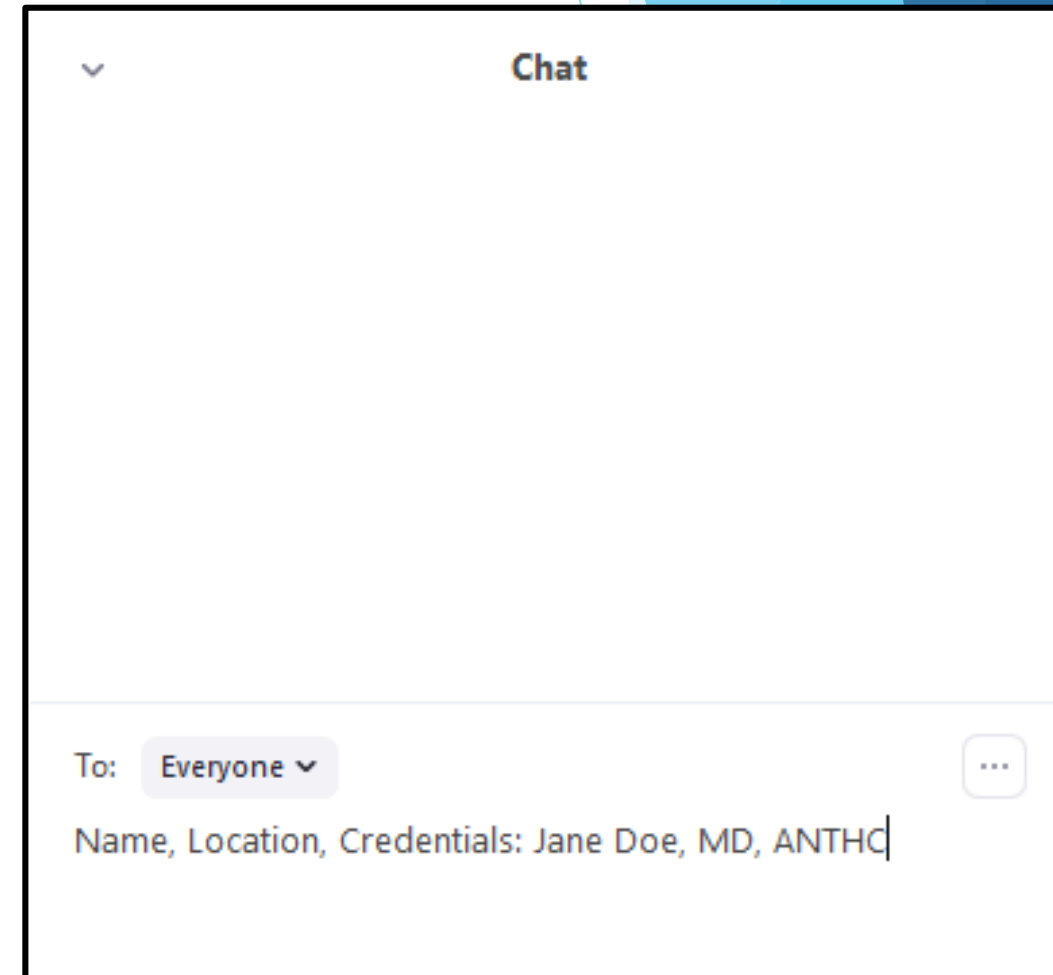 Chat
To: Everyone
Name, Location, Credentials: Jane Doe, MD, ANTHC